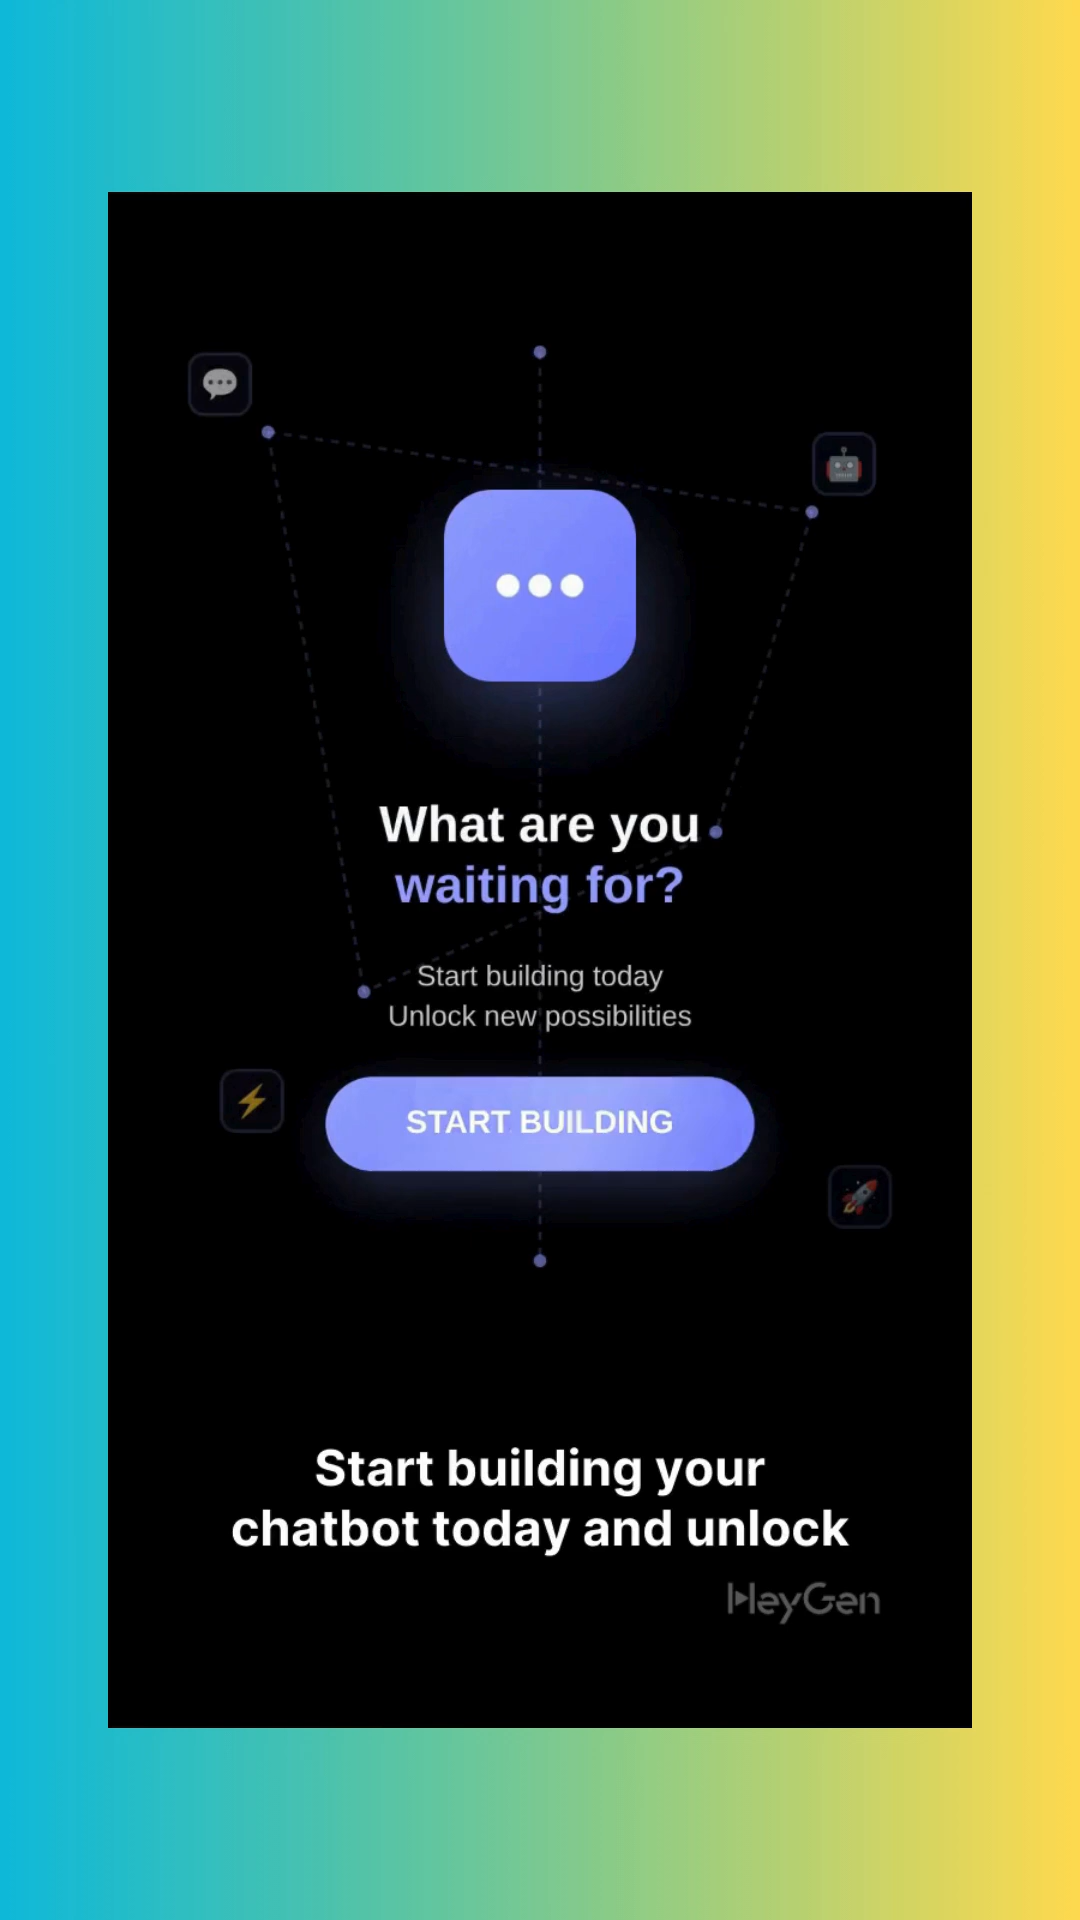 What are you
waiting for?
Start building today
Unlock new possibilities
START BUILDING
Start building your
chatbot today and unlock
HeyGen